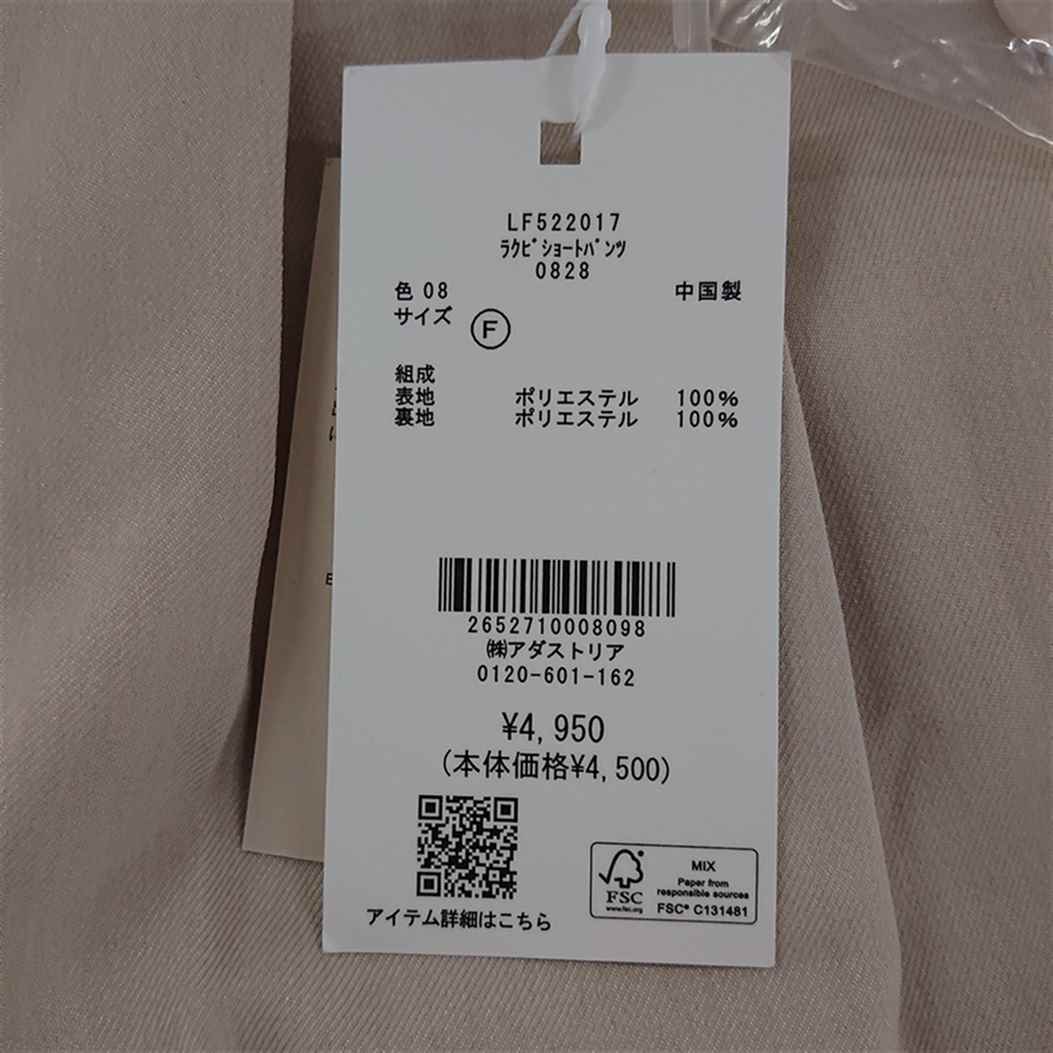 LF522017
ﾗｸﾋﾟｼｮｰﾄﾊﾟﾝﾂ
0828
色 08 中国製
サイズ Ⓕ
組成
表地 ポリエステル 100%
裏地 ポリエステル 100%
2652710008098
㈱アダストリア
0120-601-162
¥4,950
(本体価格¥4,500)
アイテム詳細はこちら
FSC
www.fsc.org
MIX
Paper from
responsible sources
FSC® C131481